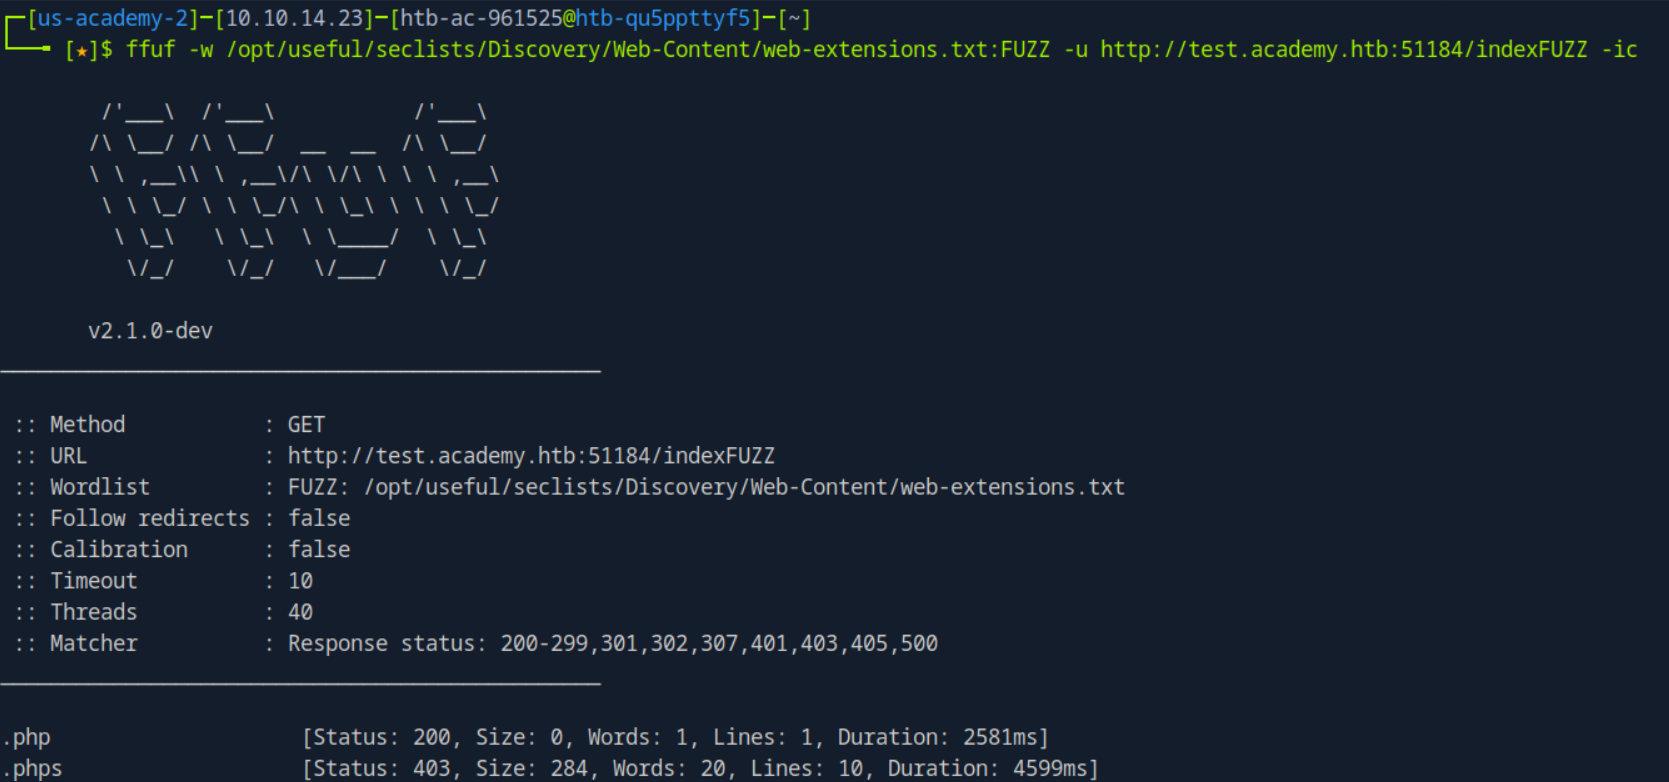 ┌─[us-academy-2]─[10.10.14.23]─[htb-ac-961525@htb-qu5ppttyf5]─[~]
└──╼ [★]$ ffuf -w /opt/useful/seclists/Discovery/Web-Content/web-extensions.txt:FUZZ -u http://test.academy.htb:51184/indexFUZZ -ic
        /'___\  /'___\           /'___\
       /\ \__/ /\ \__/  __  __  /\ \__/
       \ \ ,__\\ \ ,__\/\ \/\ \ \ \ ,__\
        \ \ \_/ \ \ \_/\ \ \_\ \ \ \ \_/
         \ \_\   \ \_\  \ \____/  \ \_\
          \/_/    \/_/   \/___/    \/_/
       v2.1.0-dev
________________________________________________
 :: Method           : GET
 :: URL              : http://test.academy.htb:51184/indexFUZZ
 :: Wordlist         : FUZZ: /opt/useful/seclists/Discovery/Web-Content/web-extensions.txt
 :: Follow redirects : false
 :: Calibration      : false
 :: Timeout          : 10
 :: Threads          : 40
 :: Matcher          : Response status: 200-299,301,302,307,401,403,405,500
________________________________________________
.php                    [Status: 200, Size: 0, Words: 1, Lines: 1, Duration: 2581ms]
.phps                   [Status: 403, Size: 284, Words: 20, Lines: 10, Duration: 4599ms]